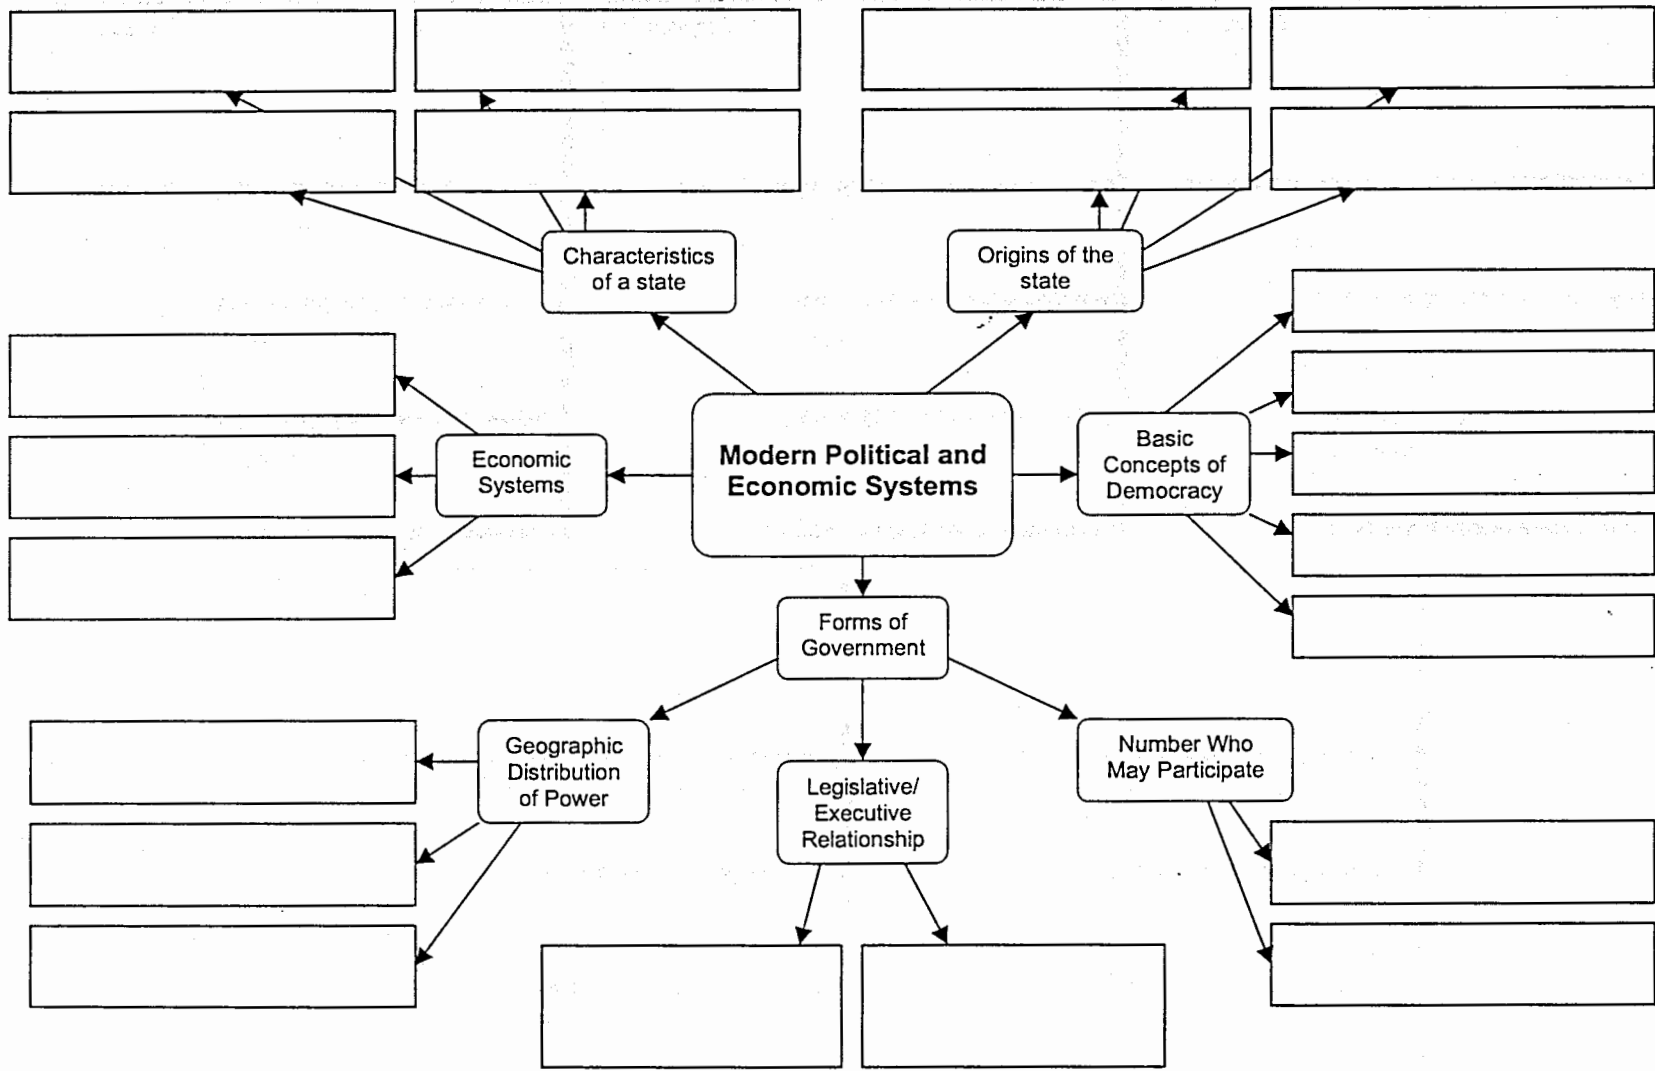 Characteristics
of a state
Origins of the
state
Economic
Systems
Modern Political and
Economic Systems
Basic
Concepts of
Democracy
Forms of
Government
Geographic
Distribution
of Power
Legislative/
Executive
Relationship
Number Who
May Participate